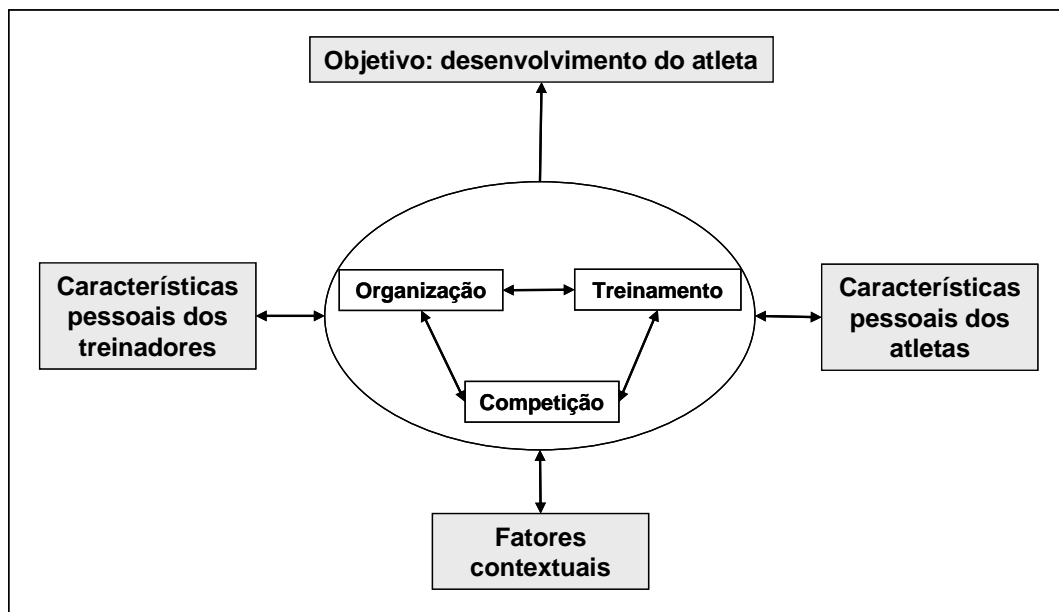 Objetivo: desenvolvimento do atleta
Organização
Treinamento
Competição
Características
pessoais dos
treinadores
Características
pessoais dos
atletas
Fatores
contextuais